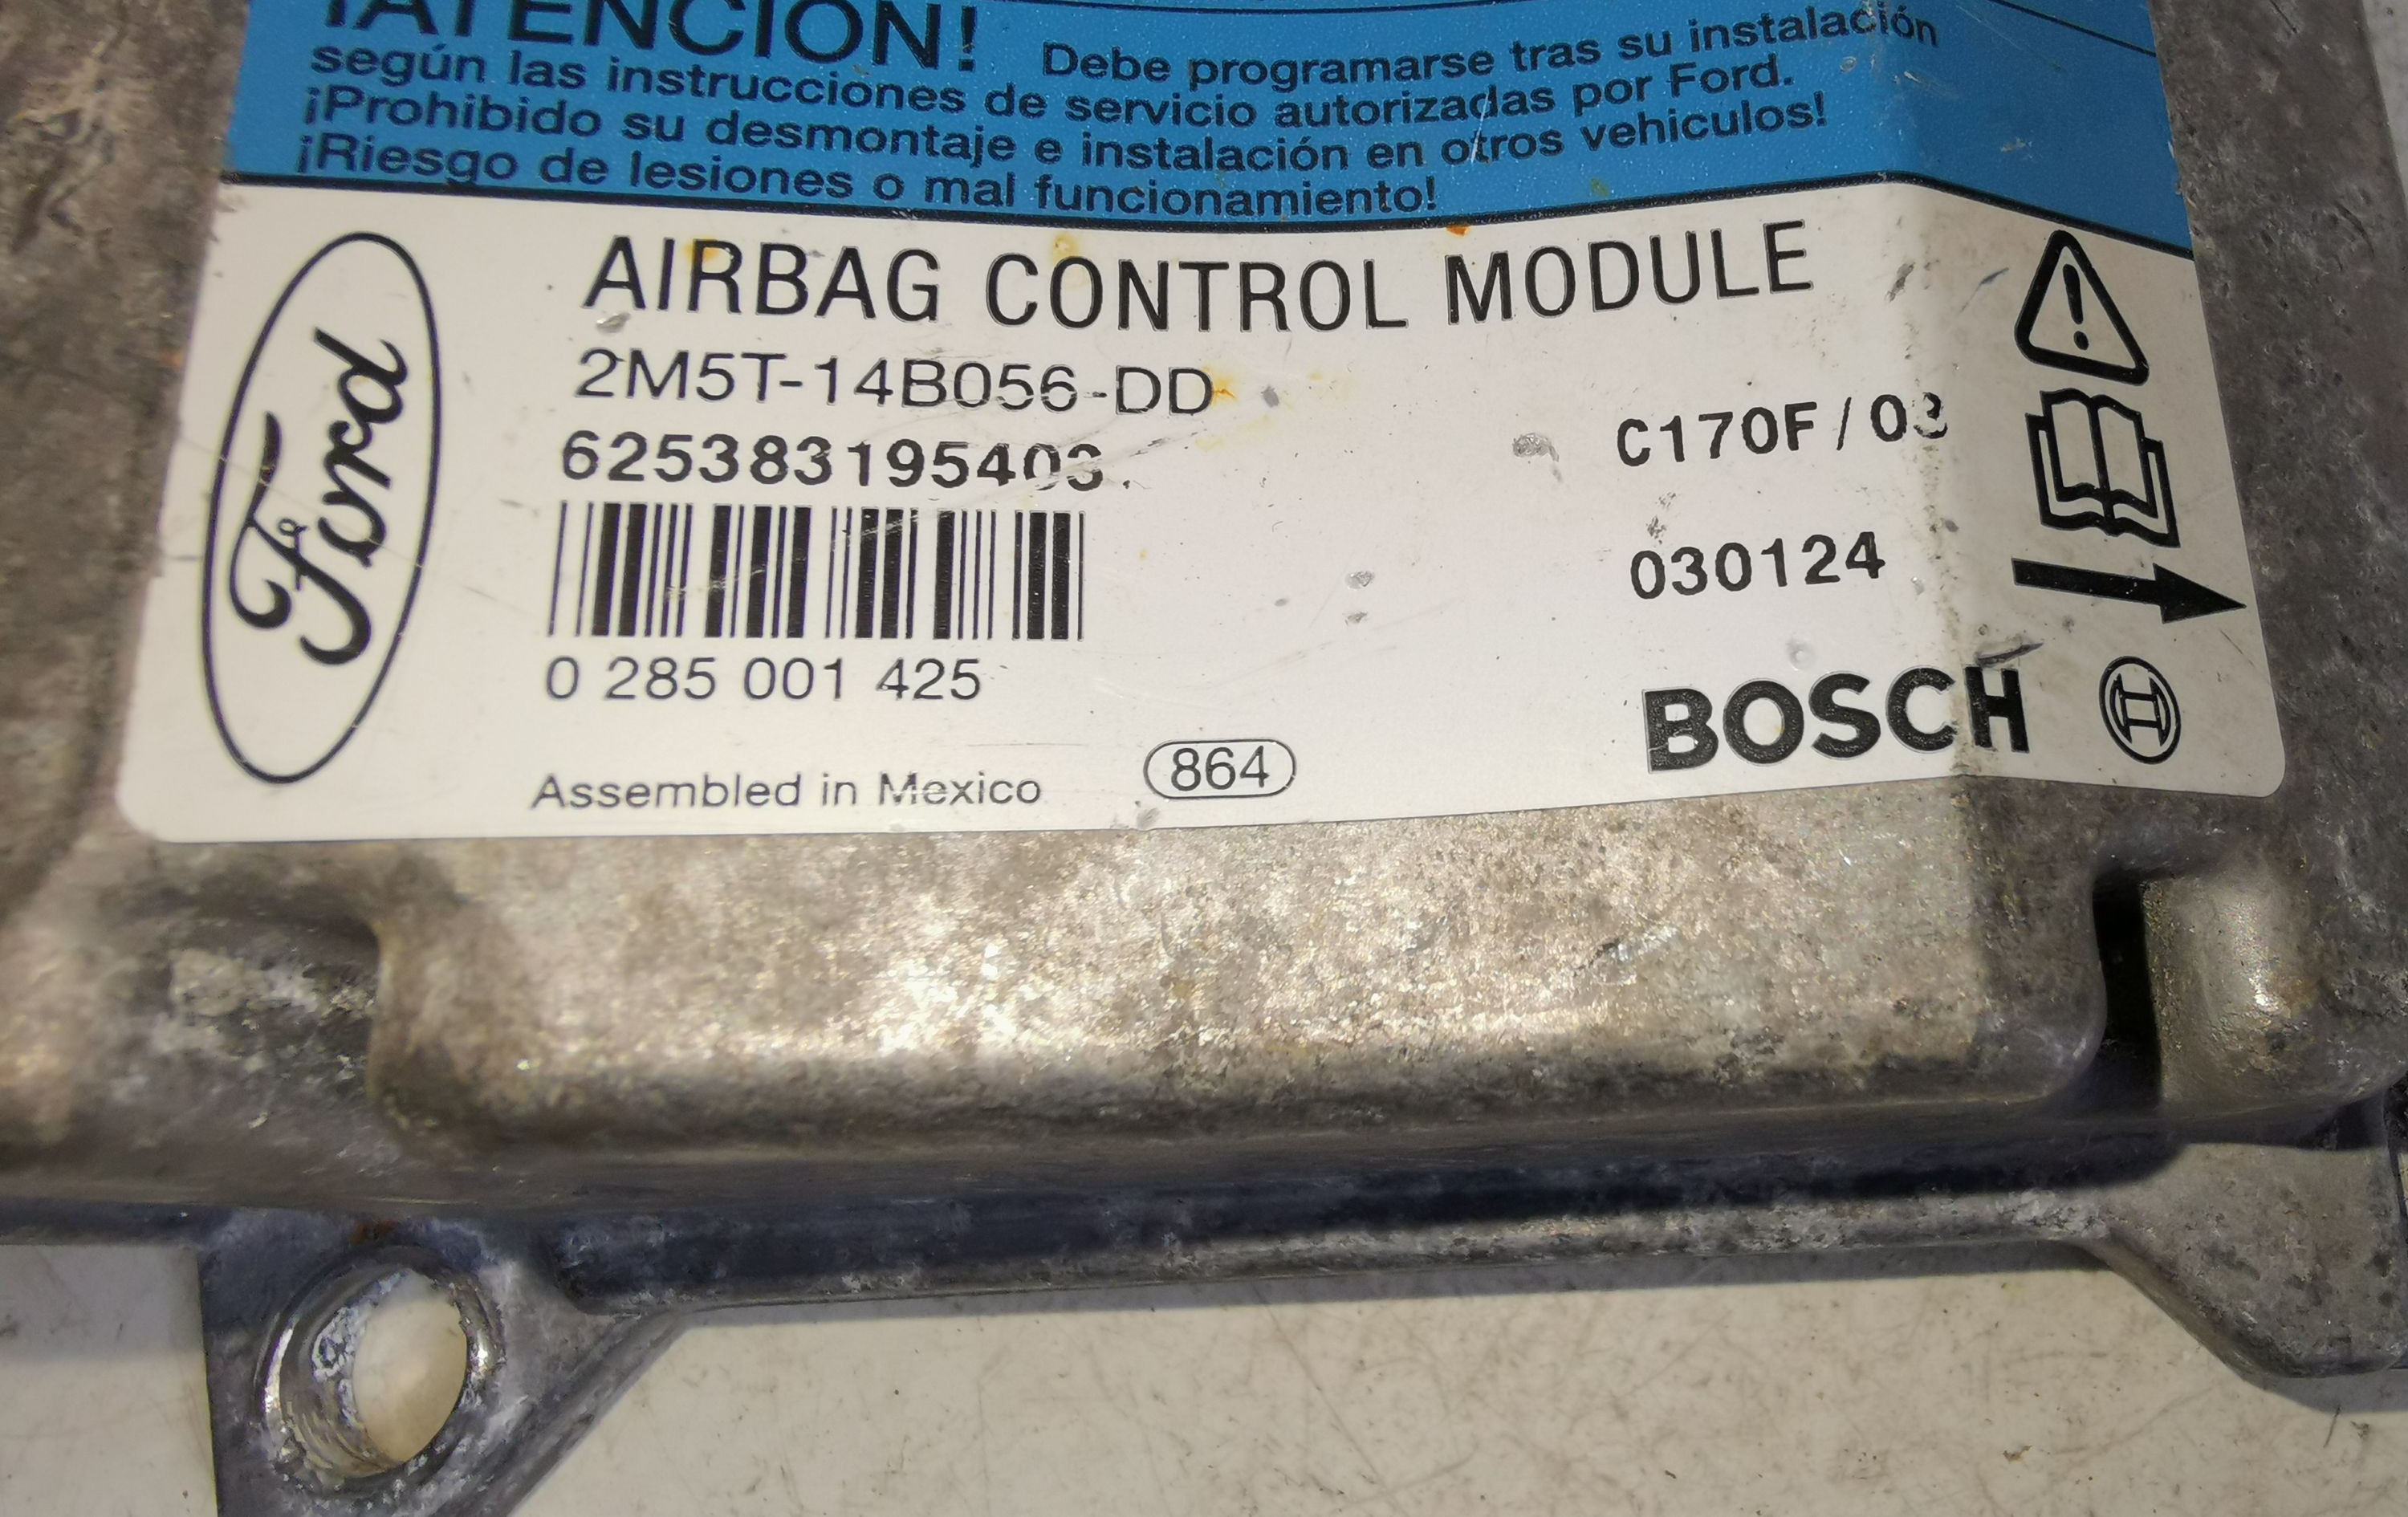 ¡ATENCION! Debe programarse tras su instalación
según las instrucciones de servicio autorizadas por Ford.
¡Prohibido su desmontaje e instalación en otros vehiculos!
¡Riesgo de lesiones o mal funcionamiento!
Ford
AIRBAG CONTROL MODULE
2M5T-14B056-DD
C170F/03
030124
0 285 001 425
Assembled in Mexico
864
BOSCH